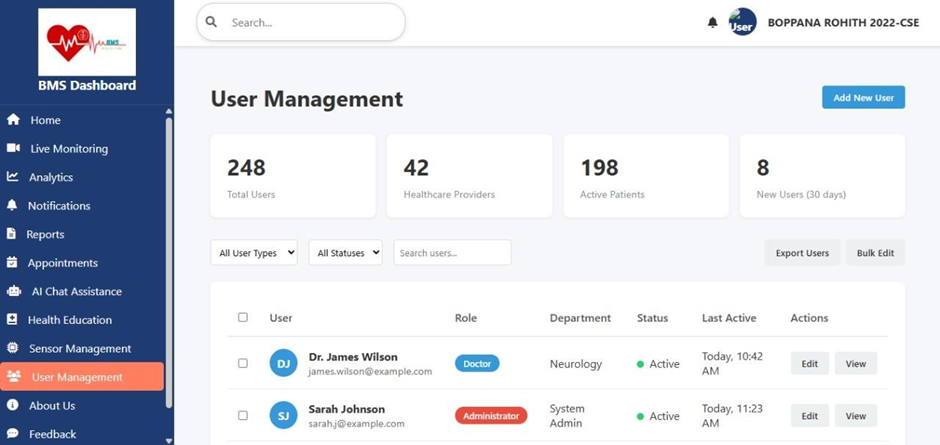 BMS
BMS Dashboard
Home
Live Monitoring
Analytics
Notifications
Reports
Appointments
AI Chat Assistance
Health Education
Sensor Management
User Management
About Us
Feedback
Search...
User
BOPPANA ROHITH 2022-CSE
User Management
Add New User
248
Total Users
42
Healthcare Providers
198
Active Patients
8
New Users (30 days)
All User Types
All Statuses
Search users...
Export Users
Bulk Edit
User Role Department Status Last Active Actions
DJ
Dr. James Wilson
james.wilson@example.com
Doctor
Neurology
Active
Today, 10:42
AM
Edit
View
SJ
Sarah Johnson
sarah.j@example.com
Administrator
System
Admin
Active
Today, 11:23
AM
Edit
View